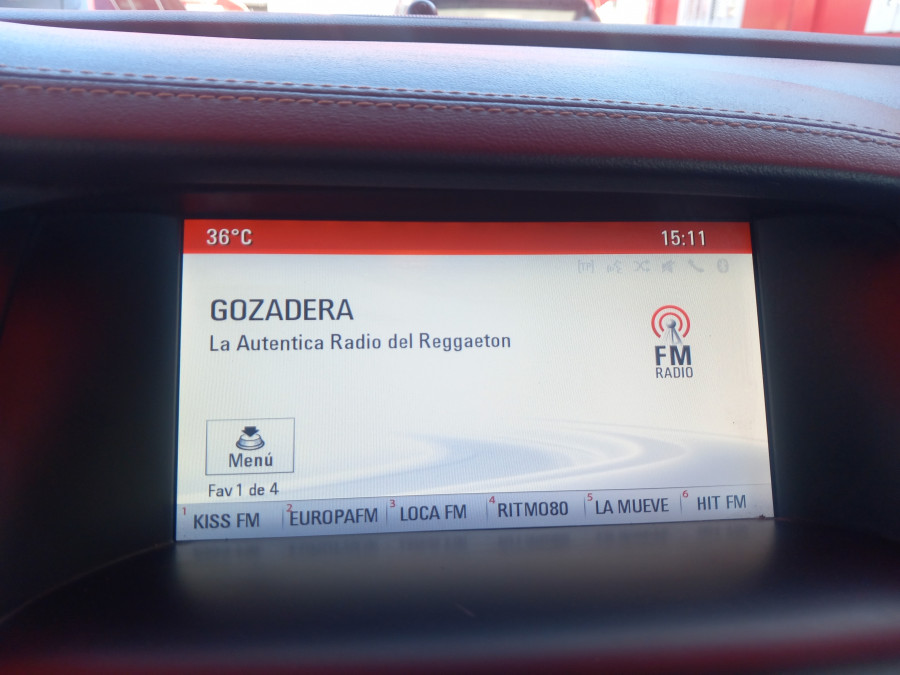 36°C 15:11
TP
GOZADERA
La Autentica Radio del Reggaeton
FM
RADIO
Menú
Fav 1 de 4
1 KISS FM 2 EUROPAFM 3 LOCA FM 4 RITMO80 5 LA MUEVE 6 HIT FM